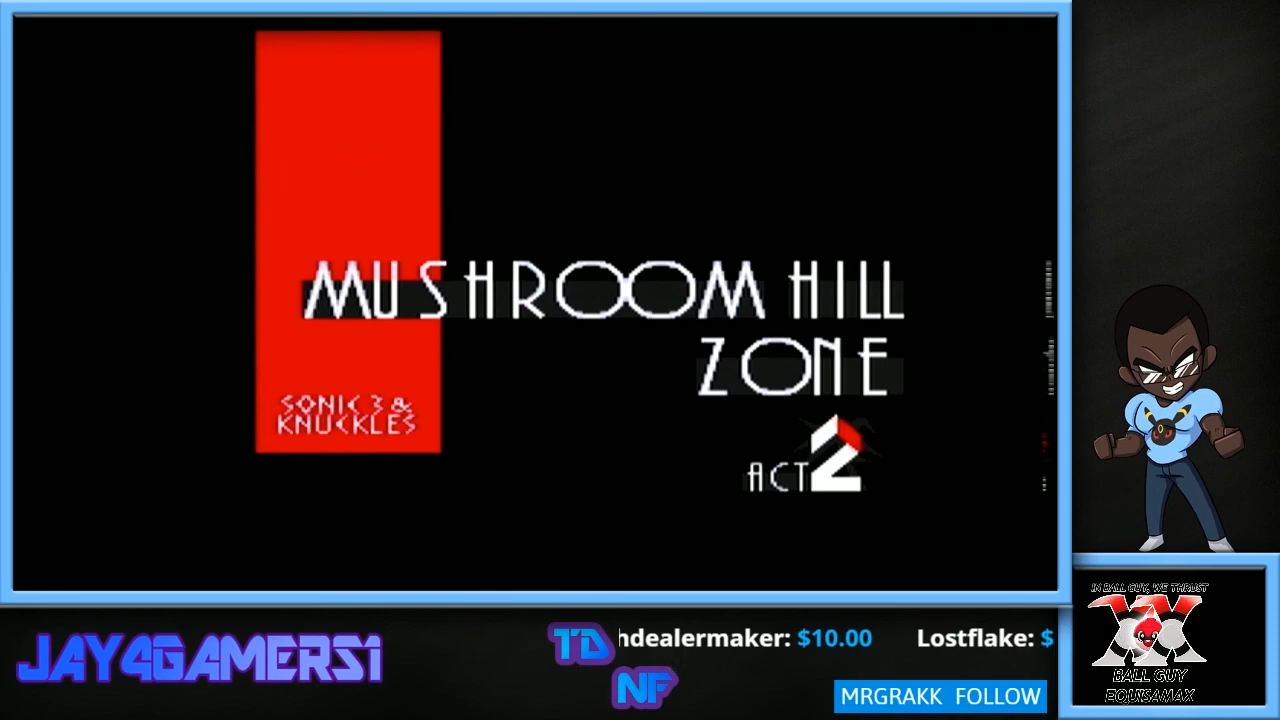 MUSHROOM HILL
ZONE
ACT 2
SONIC 3 &
KNUCKLES
IN BALL GUY, WE THRUST
XX
BALL GUY
EQUISAMAX
JAY4GAMERS1
TD
hdealermaker: $10.00 Lostflake: $
NF
MRGRAKK FOLLOW